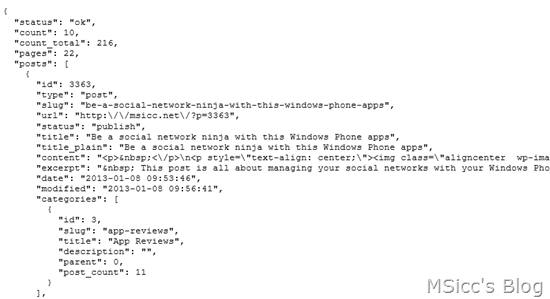 {
"status": "ok",
"count": 10,
"count_total": 216,
"pages": 22,
"posts": [
{
"id": 3363,
"type": "post",
"slug": "be-a-social-network-ninja-with-this-windows-phone-apps",
"url": "http:\/\/msicc.net\/?p=3363",
"status": "publish",
"title": "Be a social network ninja with this Windows Phone apps",
"title_plain": "Be a social network ninja with this Windows Phone apps",
"content": "<p>&nbsp;<\/p>\n<p style=\"text-align: center;\"><img class=\"aligncenter  wp-ima
"excerpt": "&nbsp; This post is all about managing your social networks with your Windows Pho
"date": "2013-01-08 09:53:46",
"modified": "2013-01-08 09:56:41",
"categories": [
{
"id": 3,
"slug": "app-reviews",
"title": "App Reviews",
"description": "",
"parent": 0,
"post_count": 11
}
],
MSicc's Blog